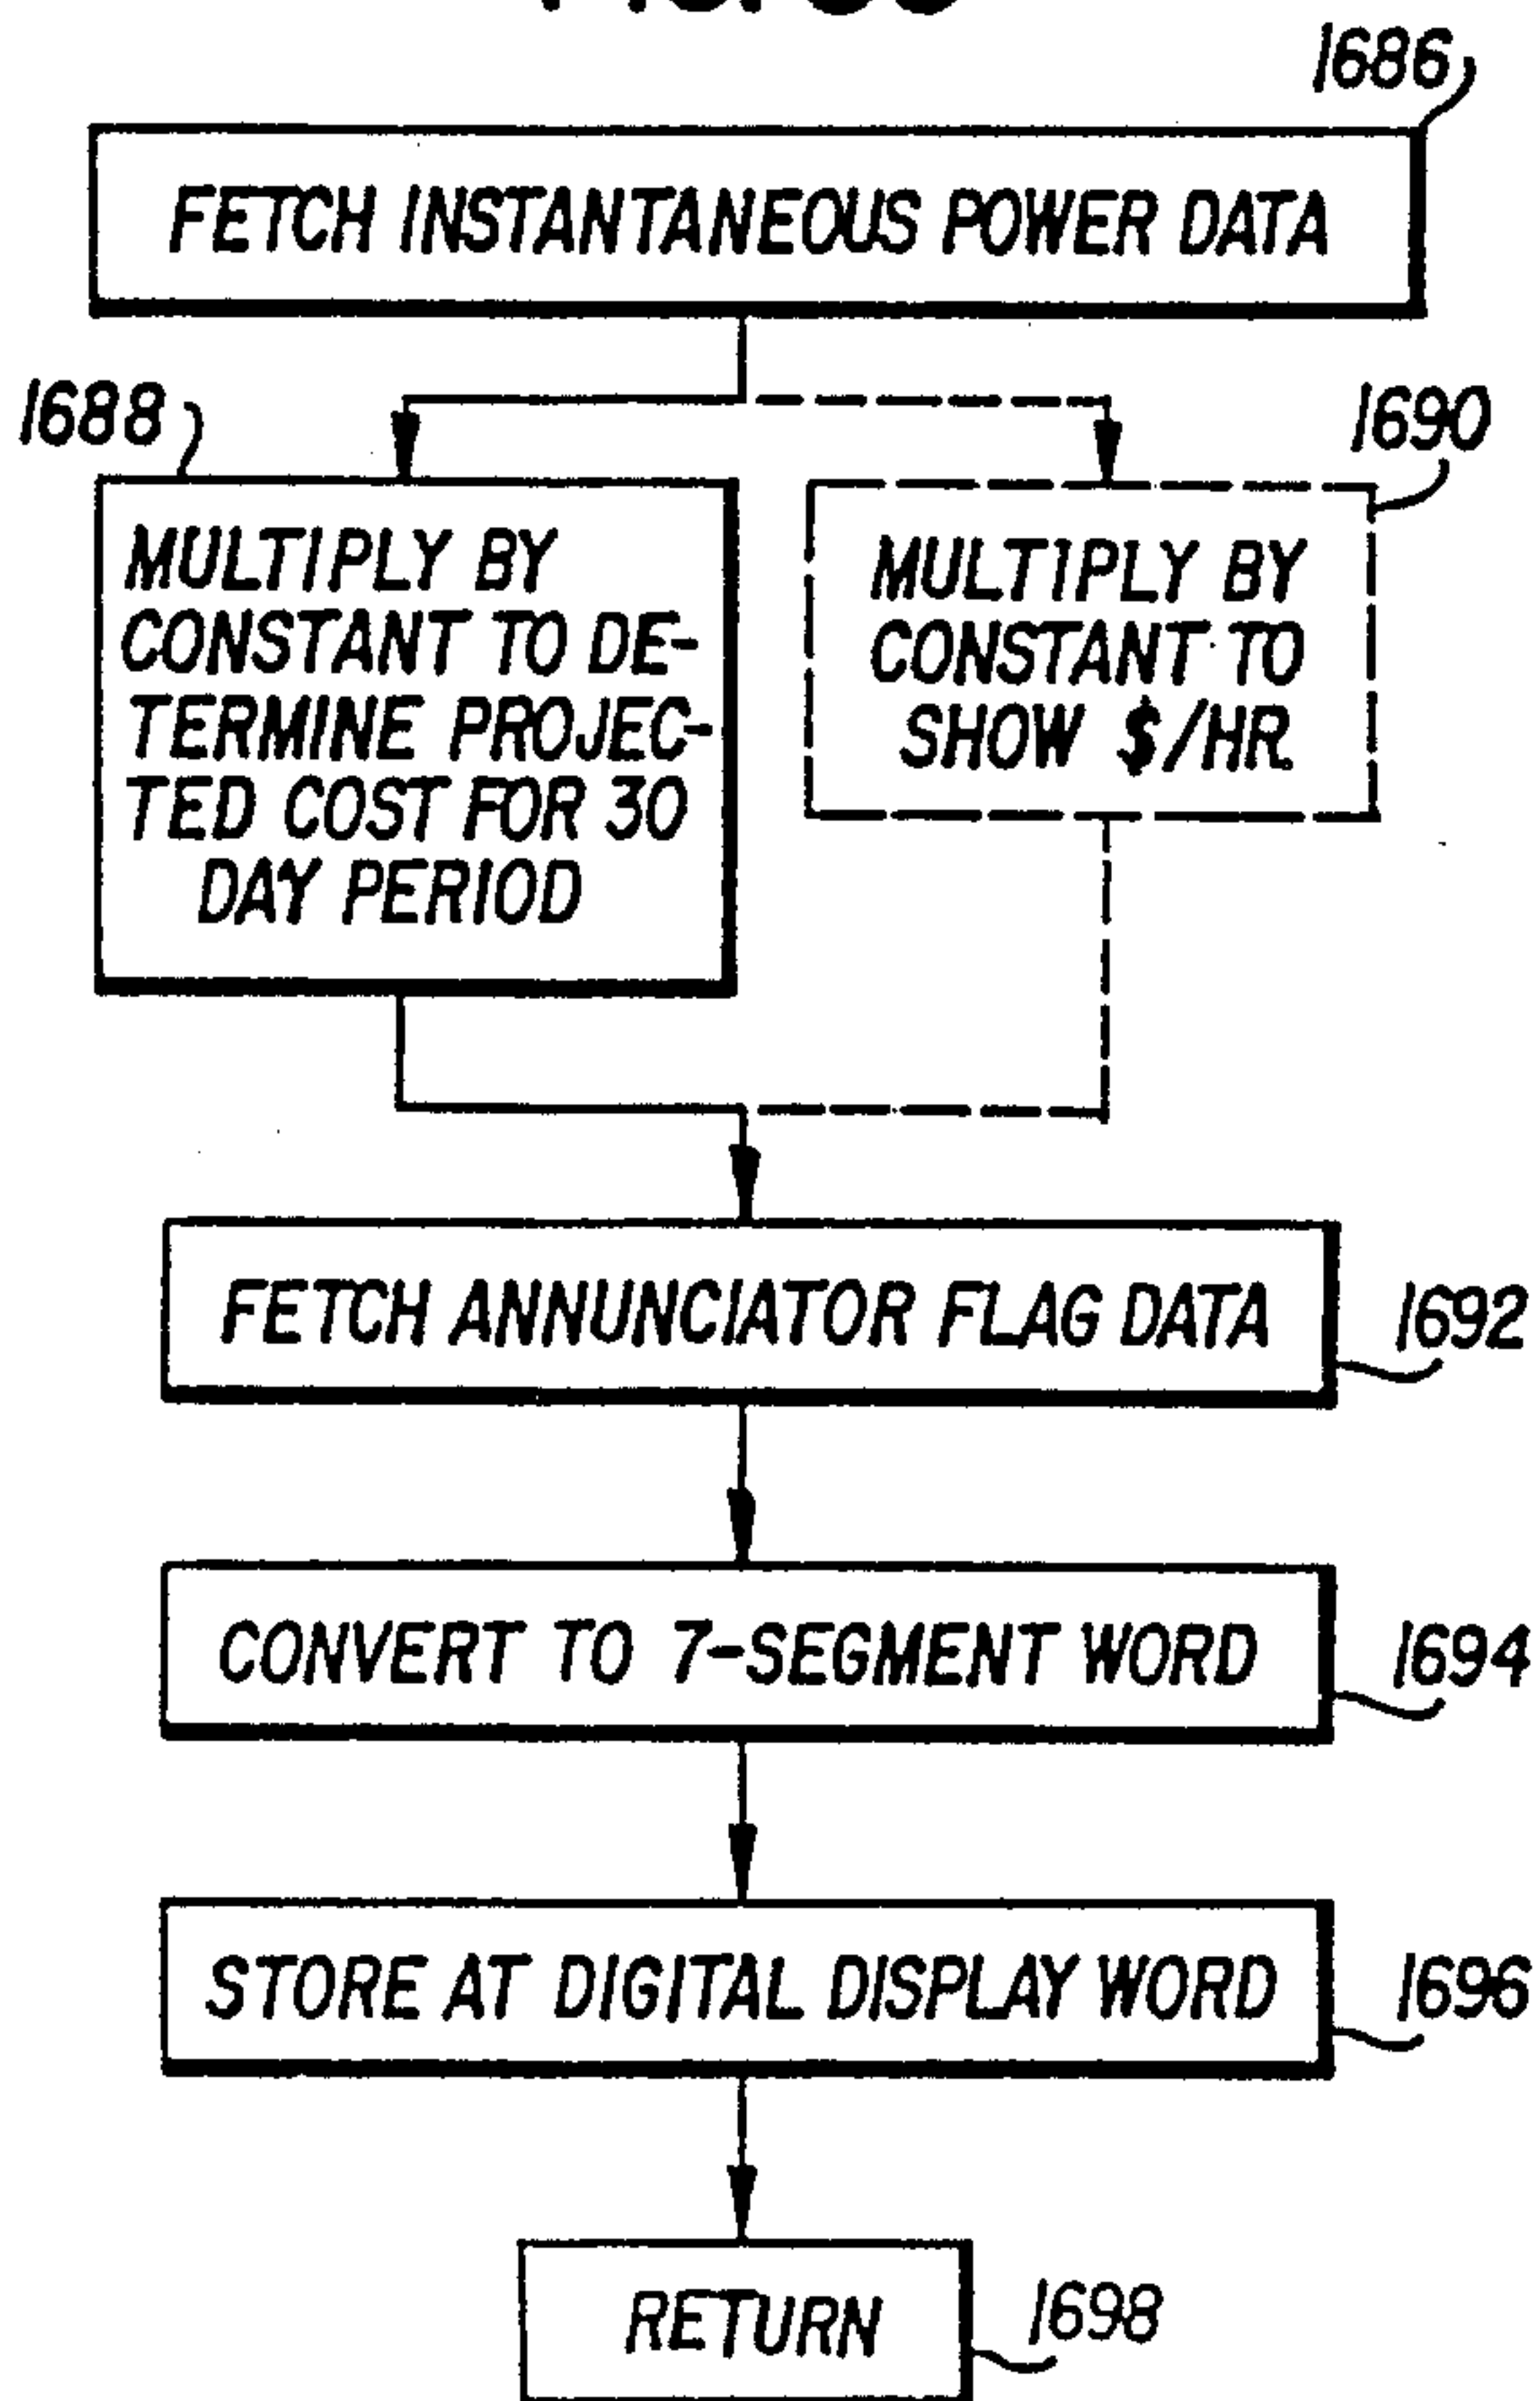 1686
FETCH INSTANTANEOUS POWER DATA
1688
MULTIPLY BY
CONSTANT TO DE-
TERMINE PROJEC-
TED COST FOR 30
DAY PERIOD
1690
MULTIPLY BY
CONSTANT TO
SHOW $/HR
FETCH ANNUNCIATOR FLAG DATA
1692
CONVERT TO 7-SEGMENT WORD
1694
STORE AT DIGITAL DISPLAY WORD
1696
RETURN
1698